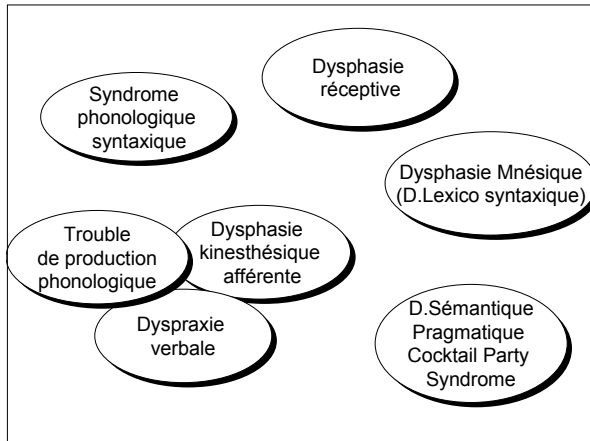 Dysphasie
réceptive
Syndrome
phonologique
syntaxique
Dysphasie Mnésique
(D.Lexico syntaxique)
Trouble
de production
phonologique
Dysphasie
kinesthésique
afférente
Dyspraxie
verbale
D.Sémantique
Pragmatique
Cocktail Party
Syndrome